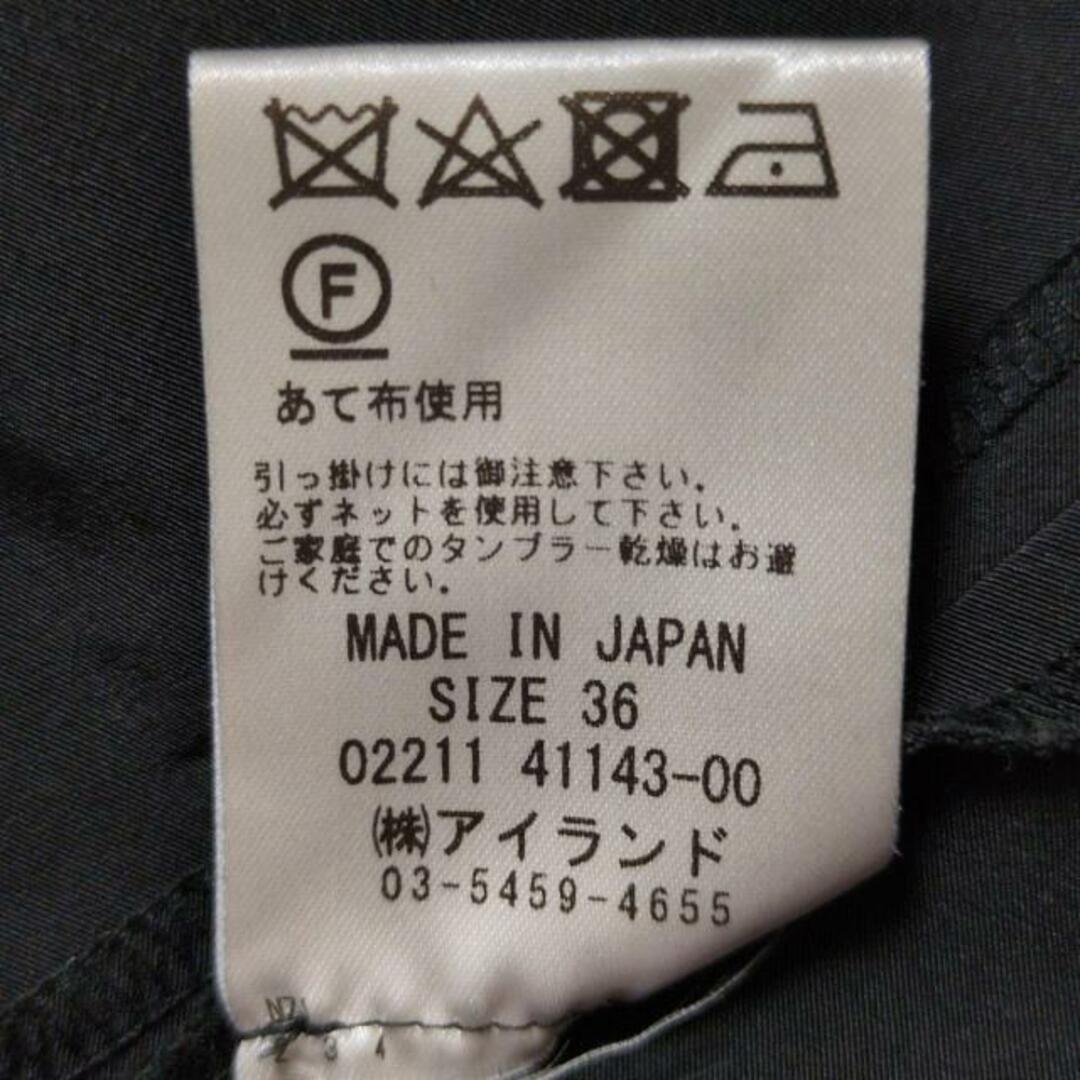 F
あて布使用
引っ掛けには御注意下さい。
必ずネットを使用して下さい。
ご家庭でのタンブラー乾燥はお避
けください。
MADE IN JAPAN
SIZE 36
02211 41143-00
㈱アイランド
03-5459-4655
3 4